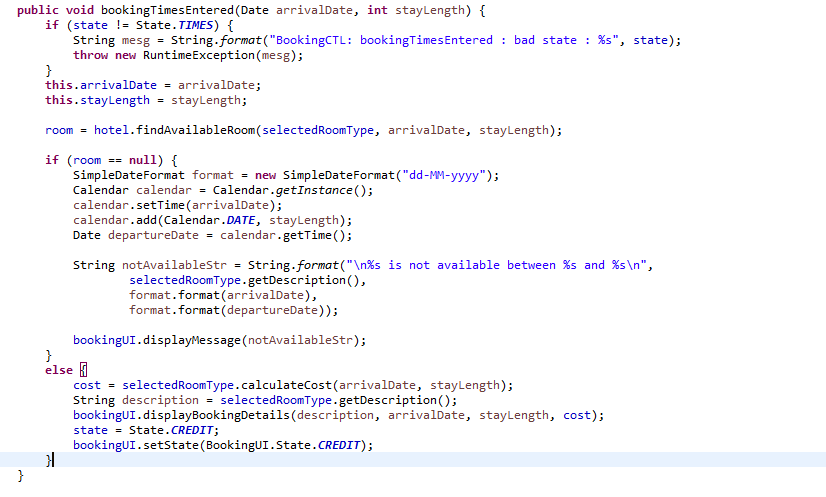 public void bookingTimesEntered(Date arrivalDate, int stayLength) {
    if (state != State.TIMES) {
        String mesg = String.format("BookingCTL: bookingTimesEntered : bad state : %s", state);
        throw new RuntimeException(mesg);
    }
    this.arrivalDate = arrivalDate;
    this.stayLength = stayLength;

    room = hotel.findAvailableRoom(selectedRoomType, arrivalDate, stayLength);

    if (room == null) {
        SimpleDateFormat format = new SimpleDateFormat("dd-MM-yyyy");
        Calendar calendar = Calendar.getInstance();
        calendar.setTime(arrivalDate);
        calendar.add(Calendar.DATE, stayLength);
        Date departureDate = calendar.getTime();

        String notAvailableStr = String.format("\n%s is not available between %s and %s\n",
                selectedRoomType.getDescription(),
                format.format(arrivalDate),
                format.format(departureDate));

        bookingUI.displayMessage(notAvailableStr);
    }
    else {
        cost = selectedRoomType.calculateCost(arrivalDate, stayLength);
        String description = selectedRoomType.getDescription();
        bookingUI.displayBookingDetails(description, arrivalDate, stayLength, cost);
        state = State.CREDIT;
        bookingUI.setState(BookingUI.State.CREDIT);
    }
}